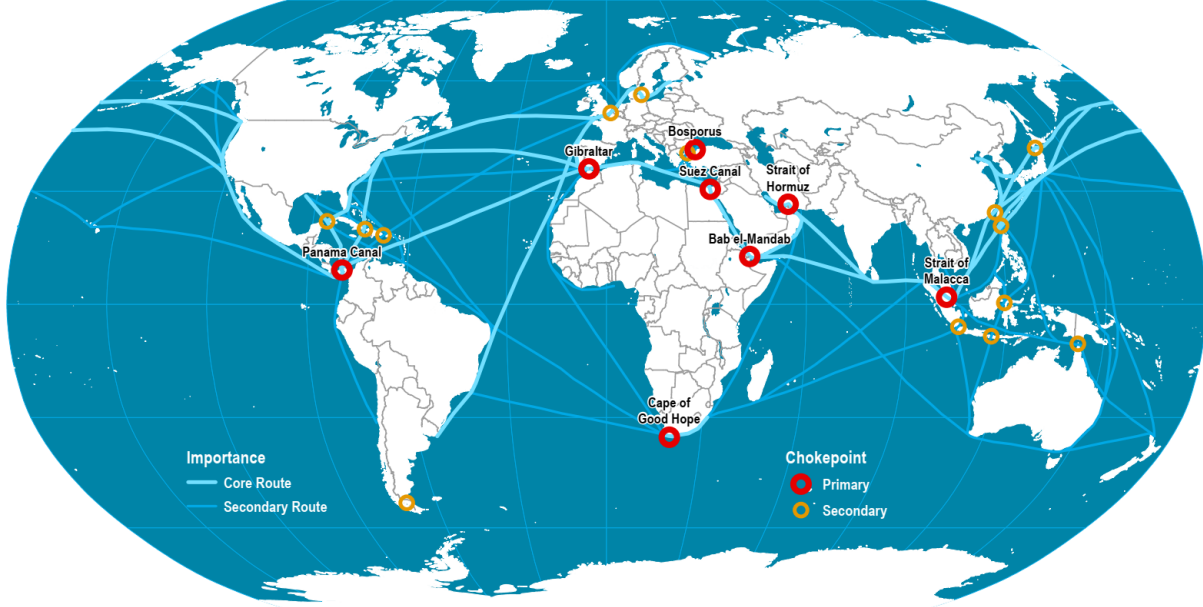 Bosporus
Gibraltar
Suez Canal
Strait of
Hormuz
Bab el-Mandab
Panama Canal
Strait of
Malacca
Cape of
Good Hope
Importance
Core Route
Secondary Route
Chokepoint
Primary
Secondary